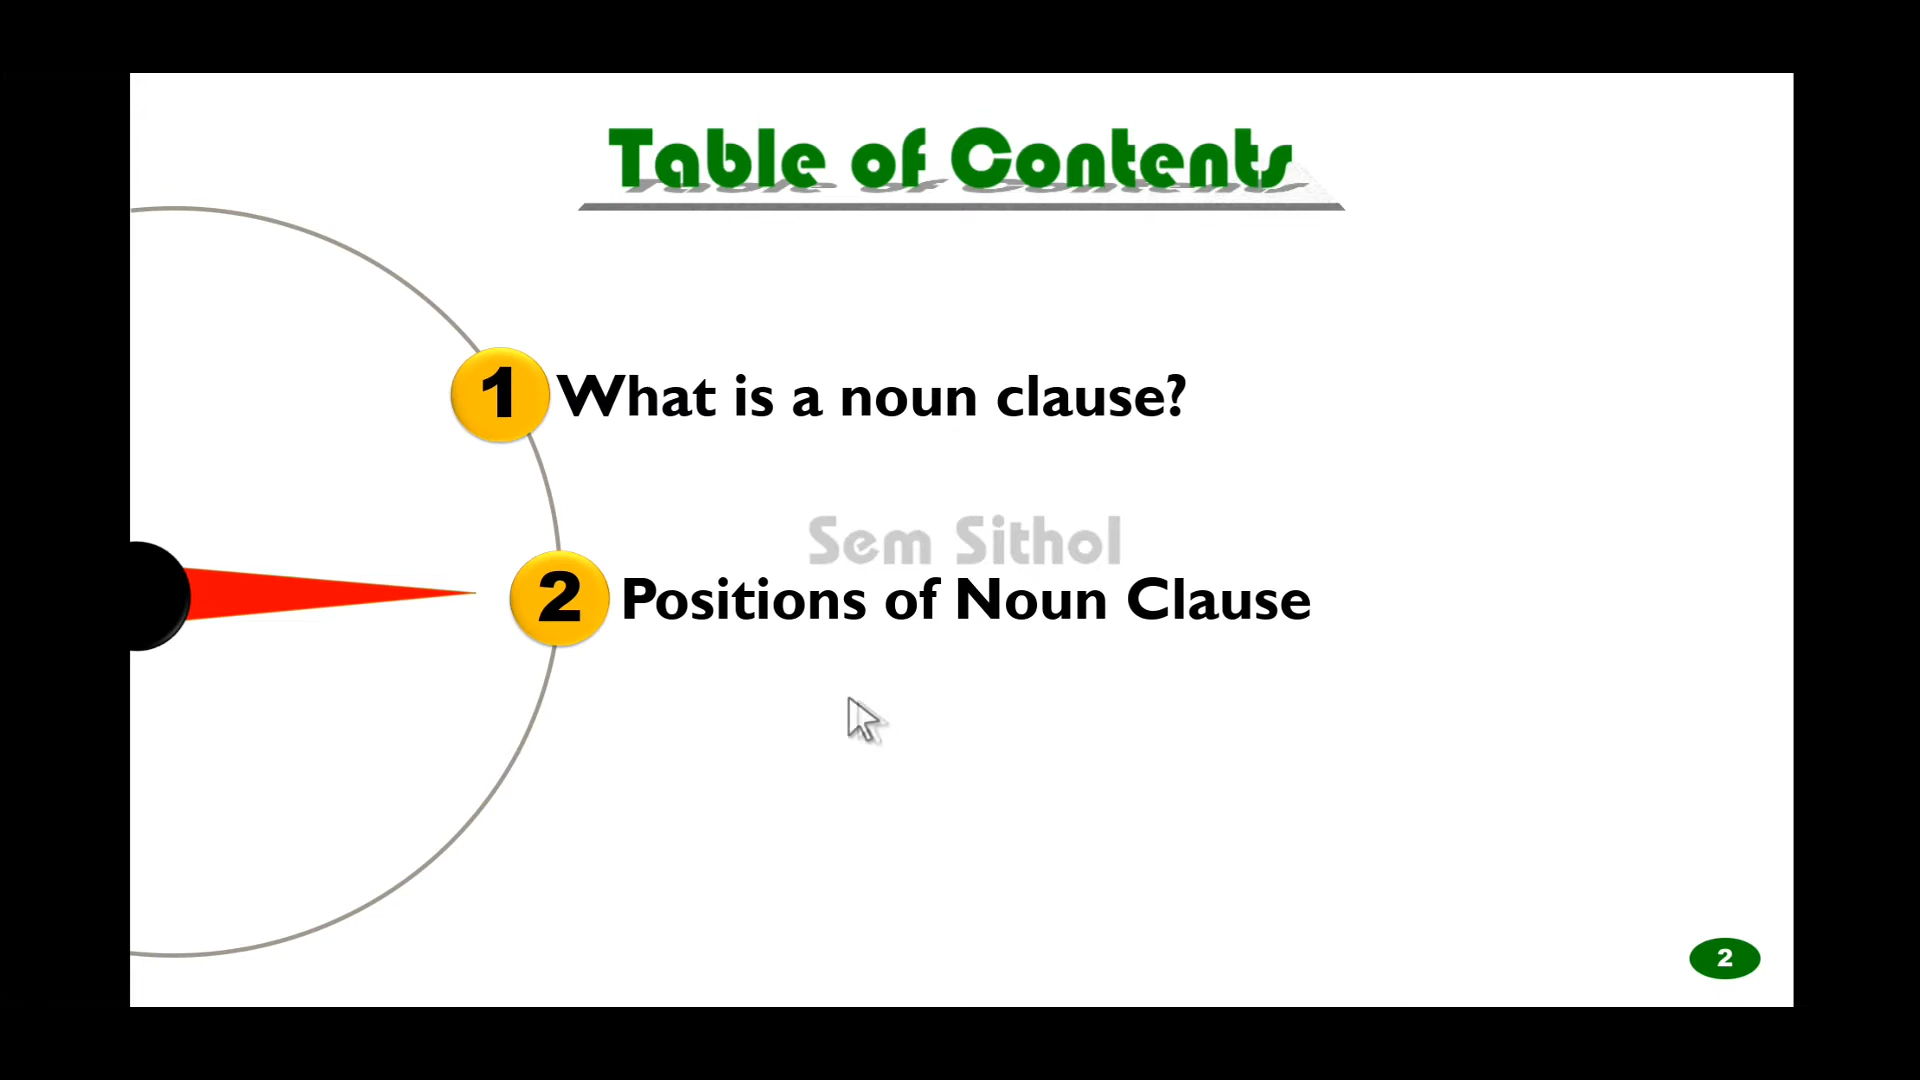 Table of Contents
1 What is a noun clause?
Sem Sithol
2 Positions of Noun Clause
2